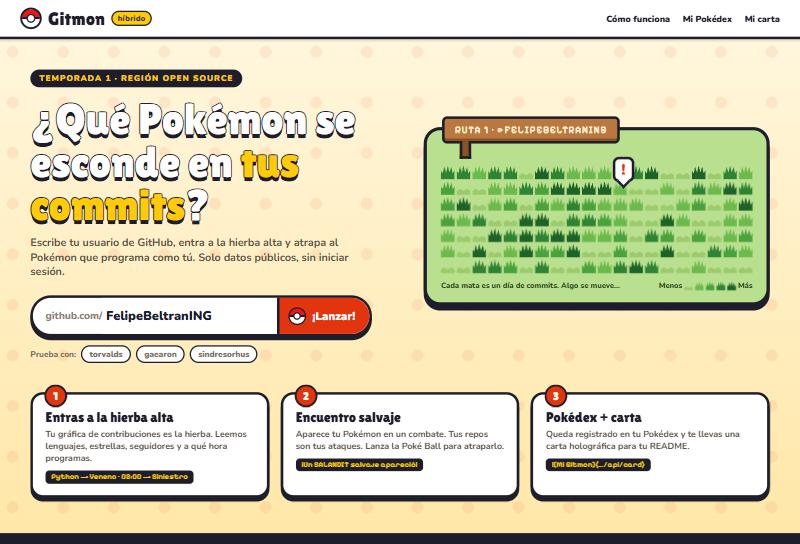 Gitmon
híbrido
Cómo funciona
Mi Pokédex
Mi carta
TEMPORADA 1 · REGIÓN OPEN SOURCE
¿Qué Pokémon se
esconde en tus
commits?
Escribe tu usuario de GitHub, entra a la hierba alta y atrapa al
Pokémon que programa como tú. Solo datos públicos, sin iniciar
sesión.
github.com/ FelipeBeltranING
¡Lanzar!
Prueba con:
torvalds
gaearon
sindresorhus
RUTA 1 · @FELIPEBELTRANING
!
Cada mata es un día de commits. Algo se mueve...
Menos
Más
1
Entras a la hierba alta
Tu gráfica de contribuciones es la hierba. Leemos
lenguajes, estrellas, seguidores y a qué hora
programas.
Python → Veneno · 03:00 → Siniestro
2
Encuentro salvaje
Aparece tu Pokémon en un combate. Tus repos
son tus ataques. Lanza la Poké Ball para atraparlo.
¡Un SALANDIT salvaje apareció!
3
Pokédex + carta
Queda registrado en tu Pokédex y te llevas una
carta holográfica para tu README.
![Mi Gitmon](…/api/card)